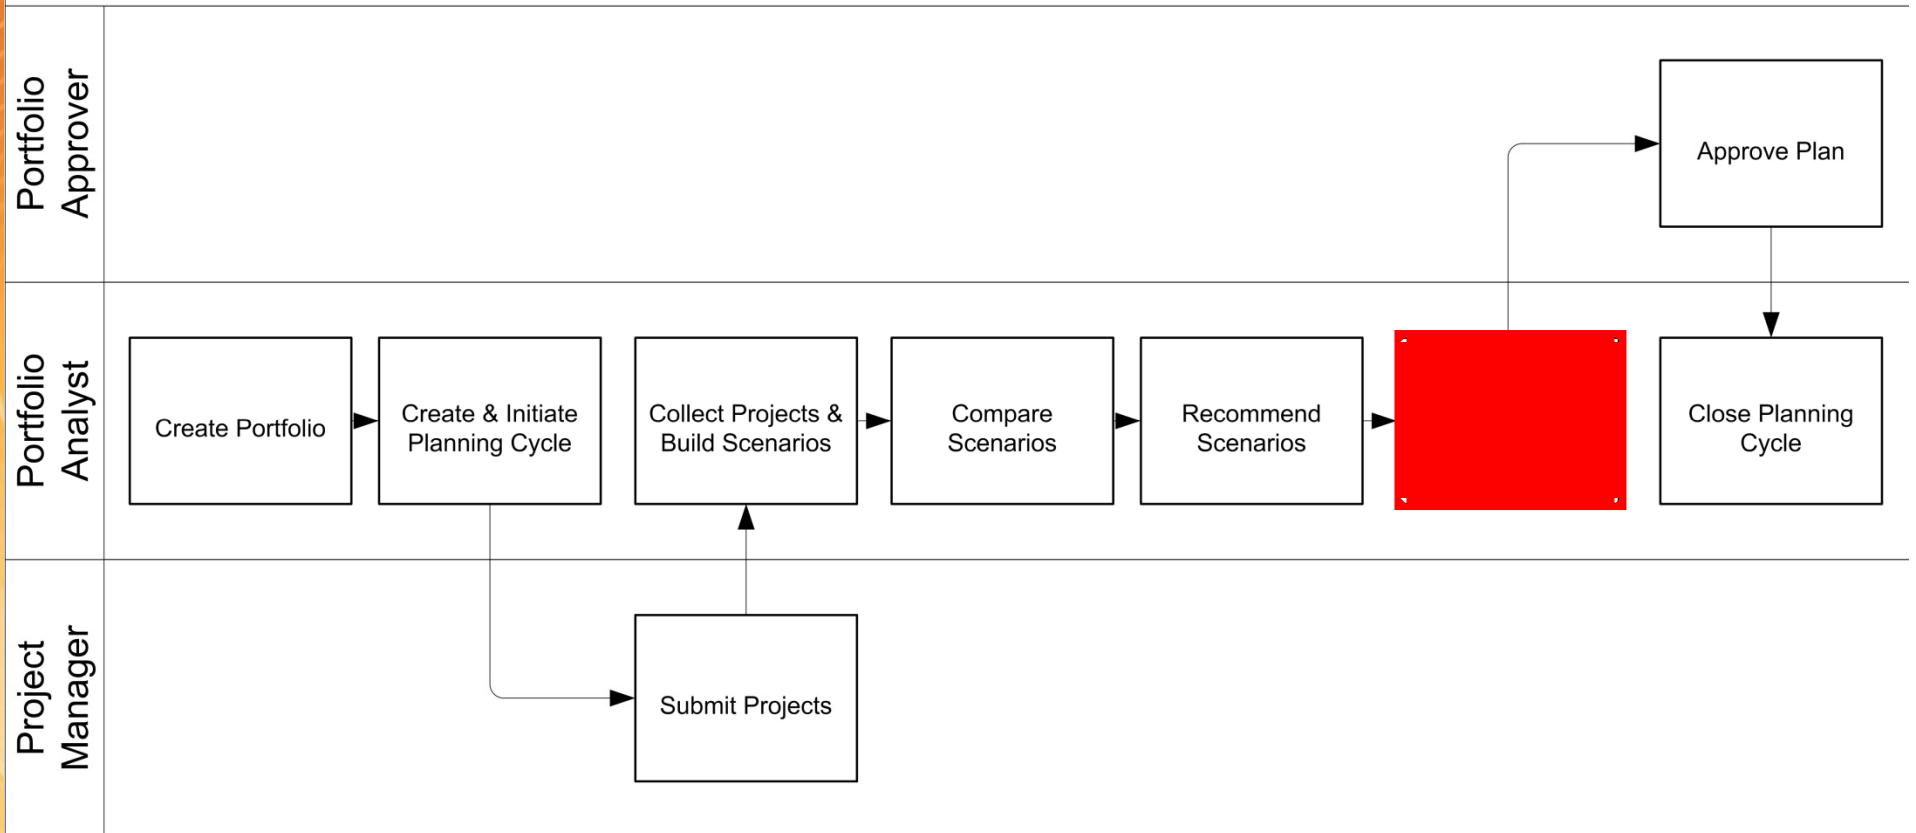 Portfolio
Approver
Approve Plan
Portfolio
Analyst
Create Portfolio
Create & Initiate
Planning Cycle
Collect Projects &
Build Scenarios
Compare
Scenarios
Recommend
Scenarios
Close Planning
Cycle
Project
Manager
Submit Projects